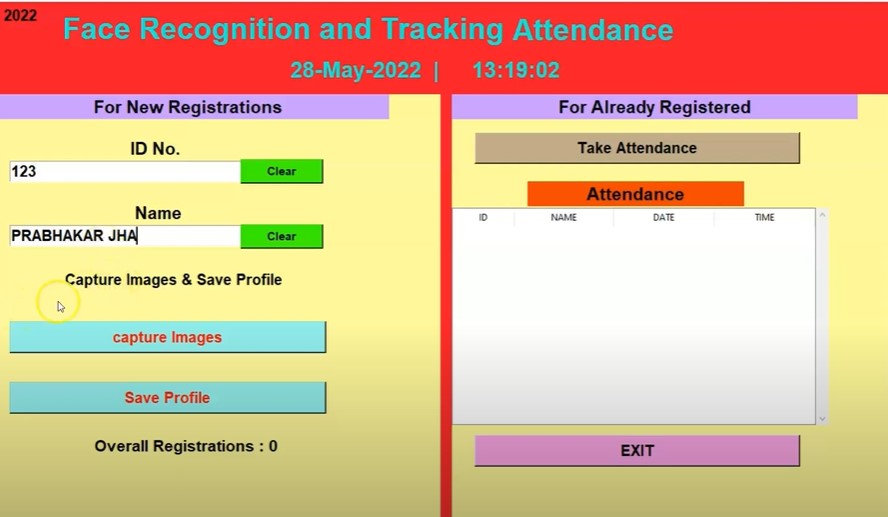 2022
Face Recognition and Tracking Attendance
28-May-2022 | 13:19:02
For New Registrations
ID No.
123 Clear
Name
PRABHAKAR JHA Clear
Capture Images & Save Profile
capture Images
Save Profile
Overall Registrations : 0
For Already Registered
Take Attendance
Attendance
ID NAME DATE TIME
EXIT